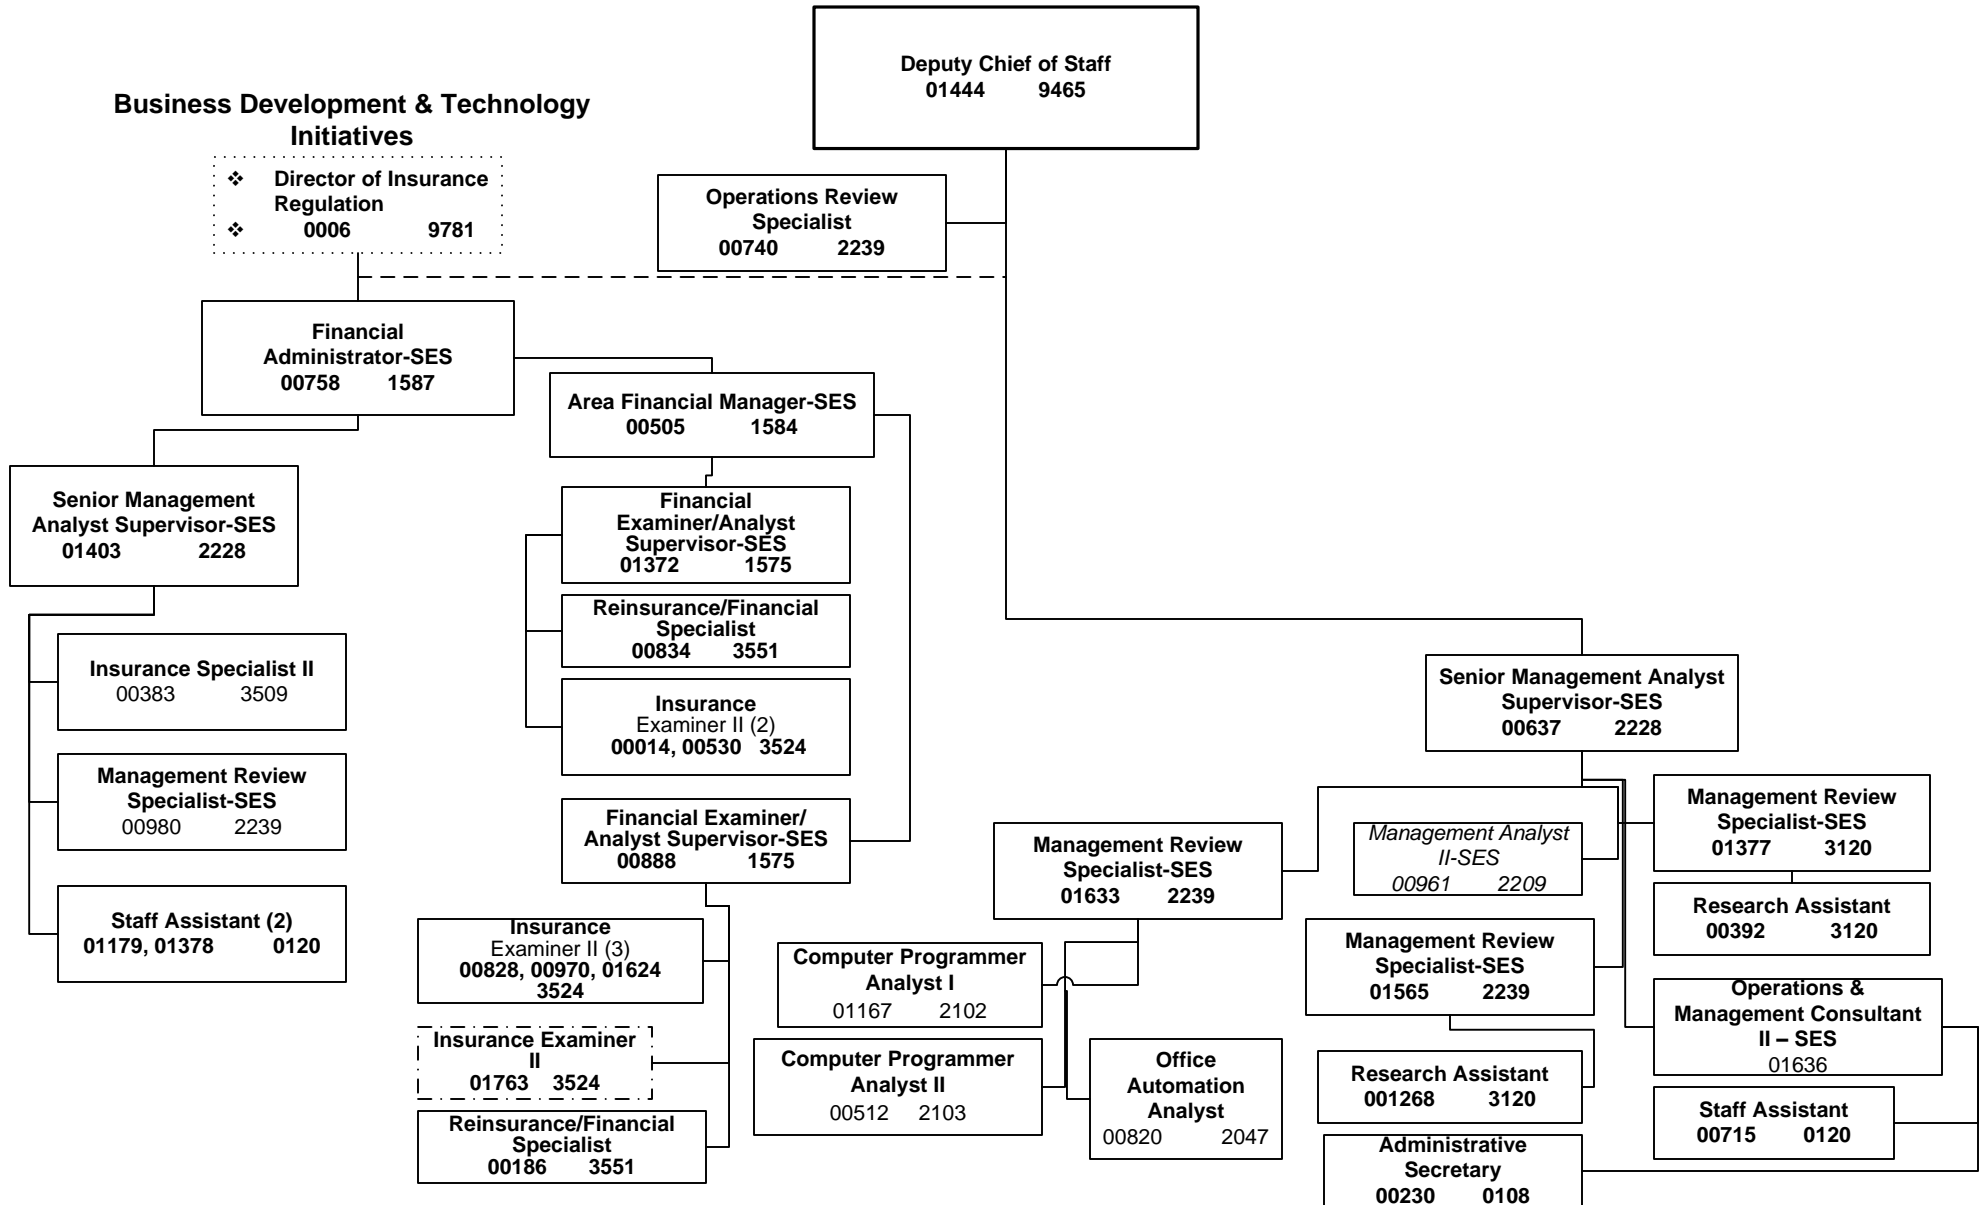 Deputy Chief of Staff
01444 9465
Business Development & Technology
Initiatives
❖ Director of Insurance
Regulation
❖ 0006 9781
Operations Review
Specialist
00740 2239
Financial
Administrator-SES
00758 1587
Area Financial Manager-SES
00505 1584
Senior Management
Analyst Supervisor-SES
01403 2228
Insurance Specialist II
00383 3509
Management Review
Specialist-SES
00980 2239
Staff Assistant (2)
01179, 01378 0120
Financial
Examiner/Analyst
Supervisor-SES
01372 1575
Reinsurance/Financial
Specialist
00834 3551
Insurance
Examiner II (2)
00014, 00530 3524
Financial Examiner/
Analyst Supervisor-SES
00888 1575
Insurance
Examiner II (3)
00828, 00970, 01624
3524
Insurance Examiner
II
01763 3524
Reinsurance/Financial
Specialist
00186 3551
Senior Management Analyst
Supervisor-SES
00637 2228
Management Review
Specialist-SES
01633 2239
Computer Programmer
Analyst I
01167 2102
Computer Programmer
Analyst II
00512 2103
Office
Automation
Analyst
00820 2047
Management Analyst
II-SES
00961 2209
Management Review
Specialist-SES
01565 2239
Research Assistant
001268 3120
Administrative
Secretary
00230 0108
Management Review
Specialist-SES
01377 3120
Research Assistant
00392 3120
Operations &
Management Consultant
II – SES
01636
Staff Assistant
00715 0120